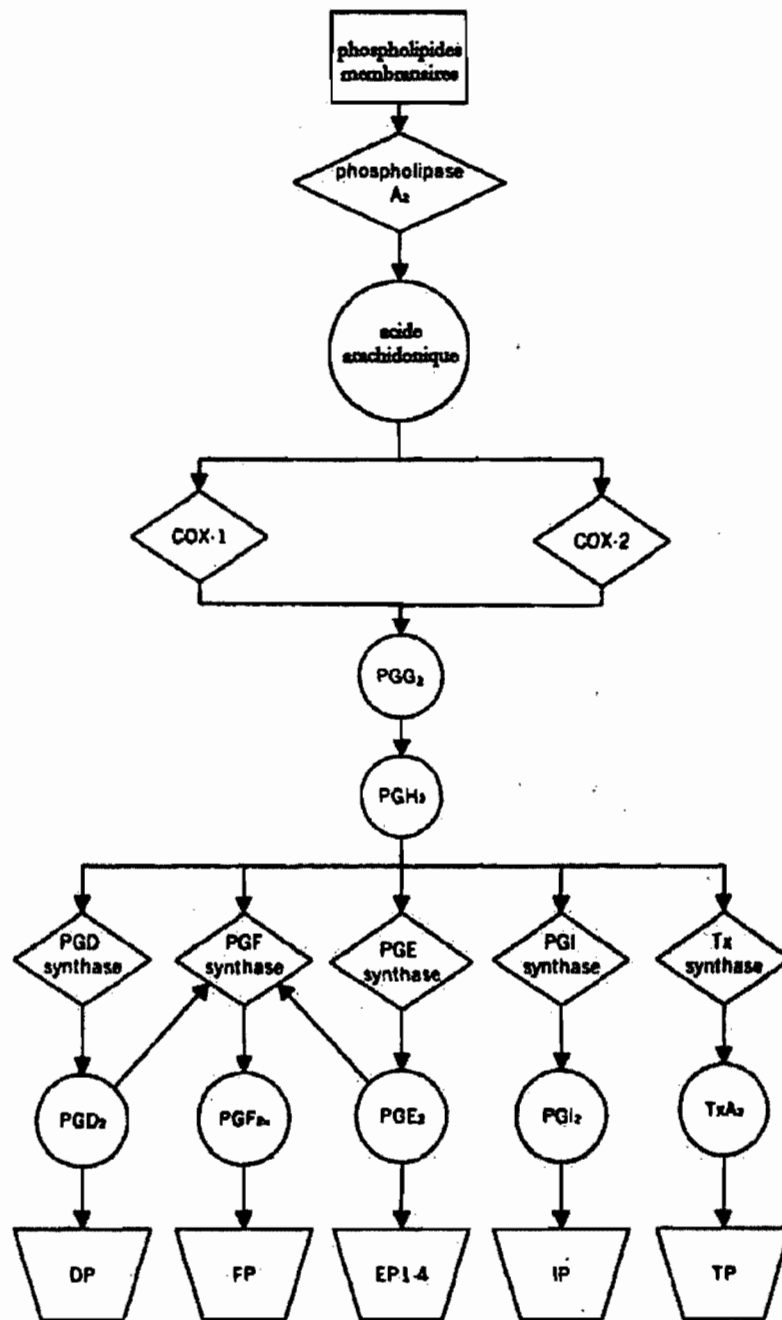 phospholipides
membranaires
phospholipase
A₂
acide
arachidonique
COX-1
COX-2
PGG₂
PGH₂
PGD
synthase
PGF
synthase
PGE
synthase
PGI
synthase
Tx
synthase
PGD₂
PGF₂α
PGE₂
PGI₂
TxA₂
DP
FP
EP1-4
IP
TP